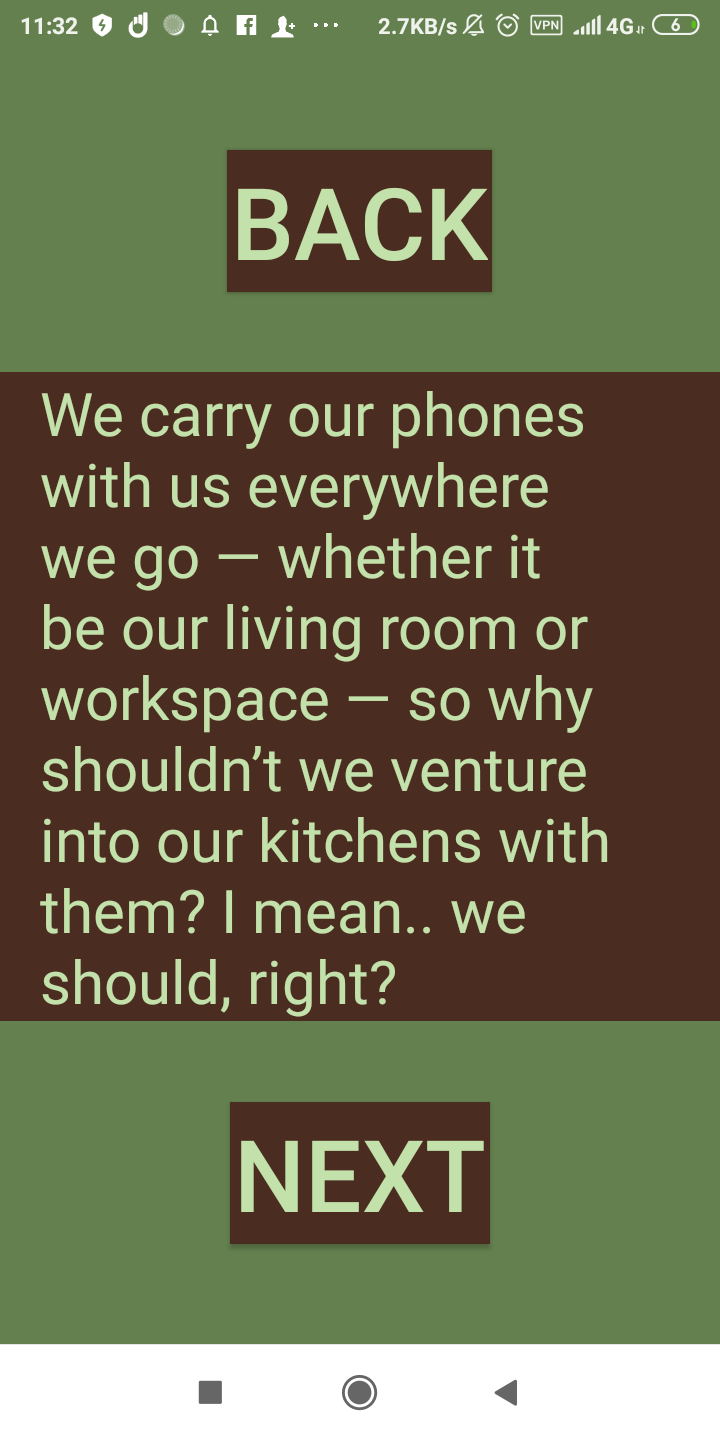 11:32 2.7KB/s VPN 4G 6
BACK
We carry our phones
with us everywhere
we go — whether it
be our living room or
workspace — so why
shouldn’t we venture
into our kitchens with
them? I mean.. we
should, right?
NEXT